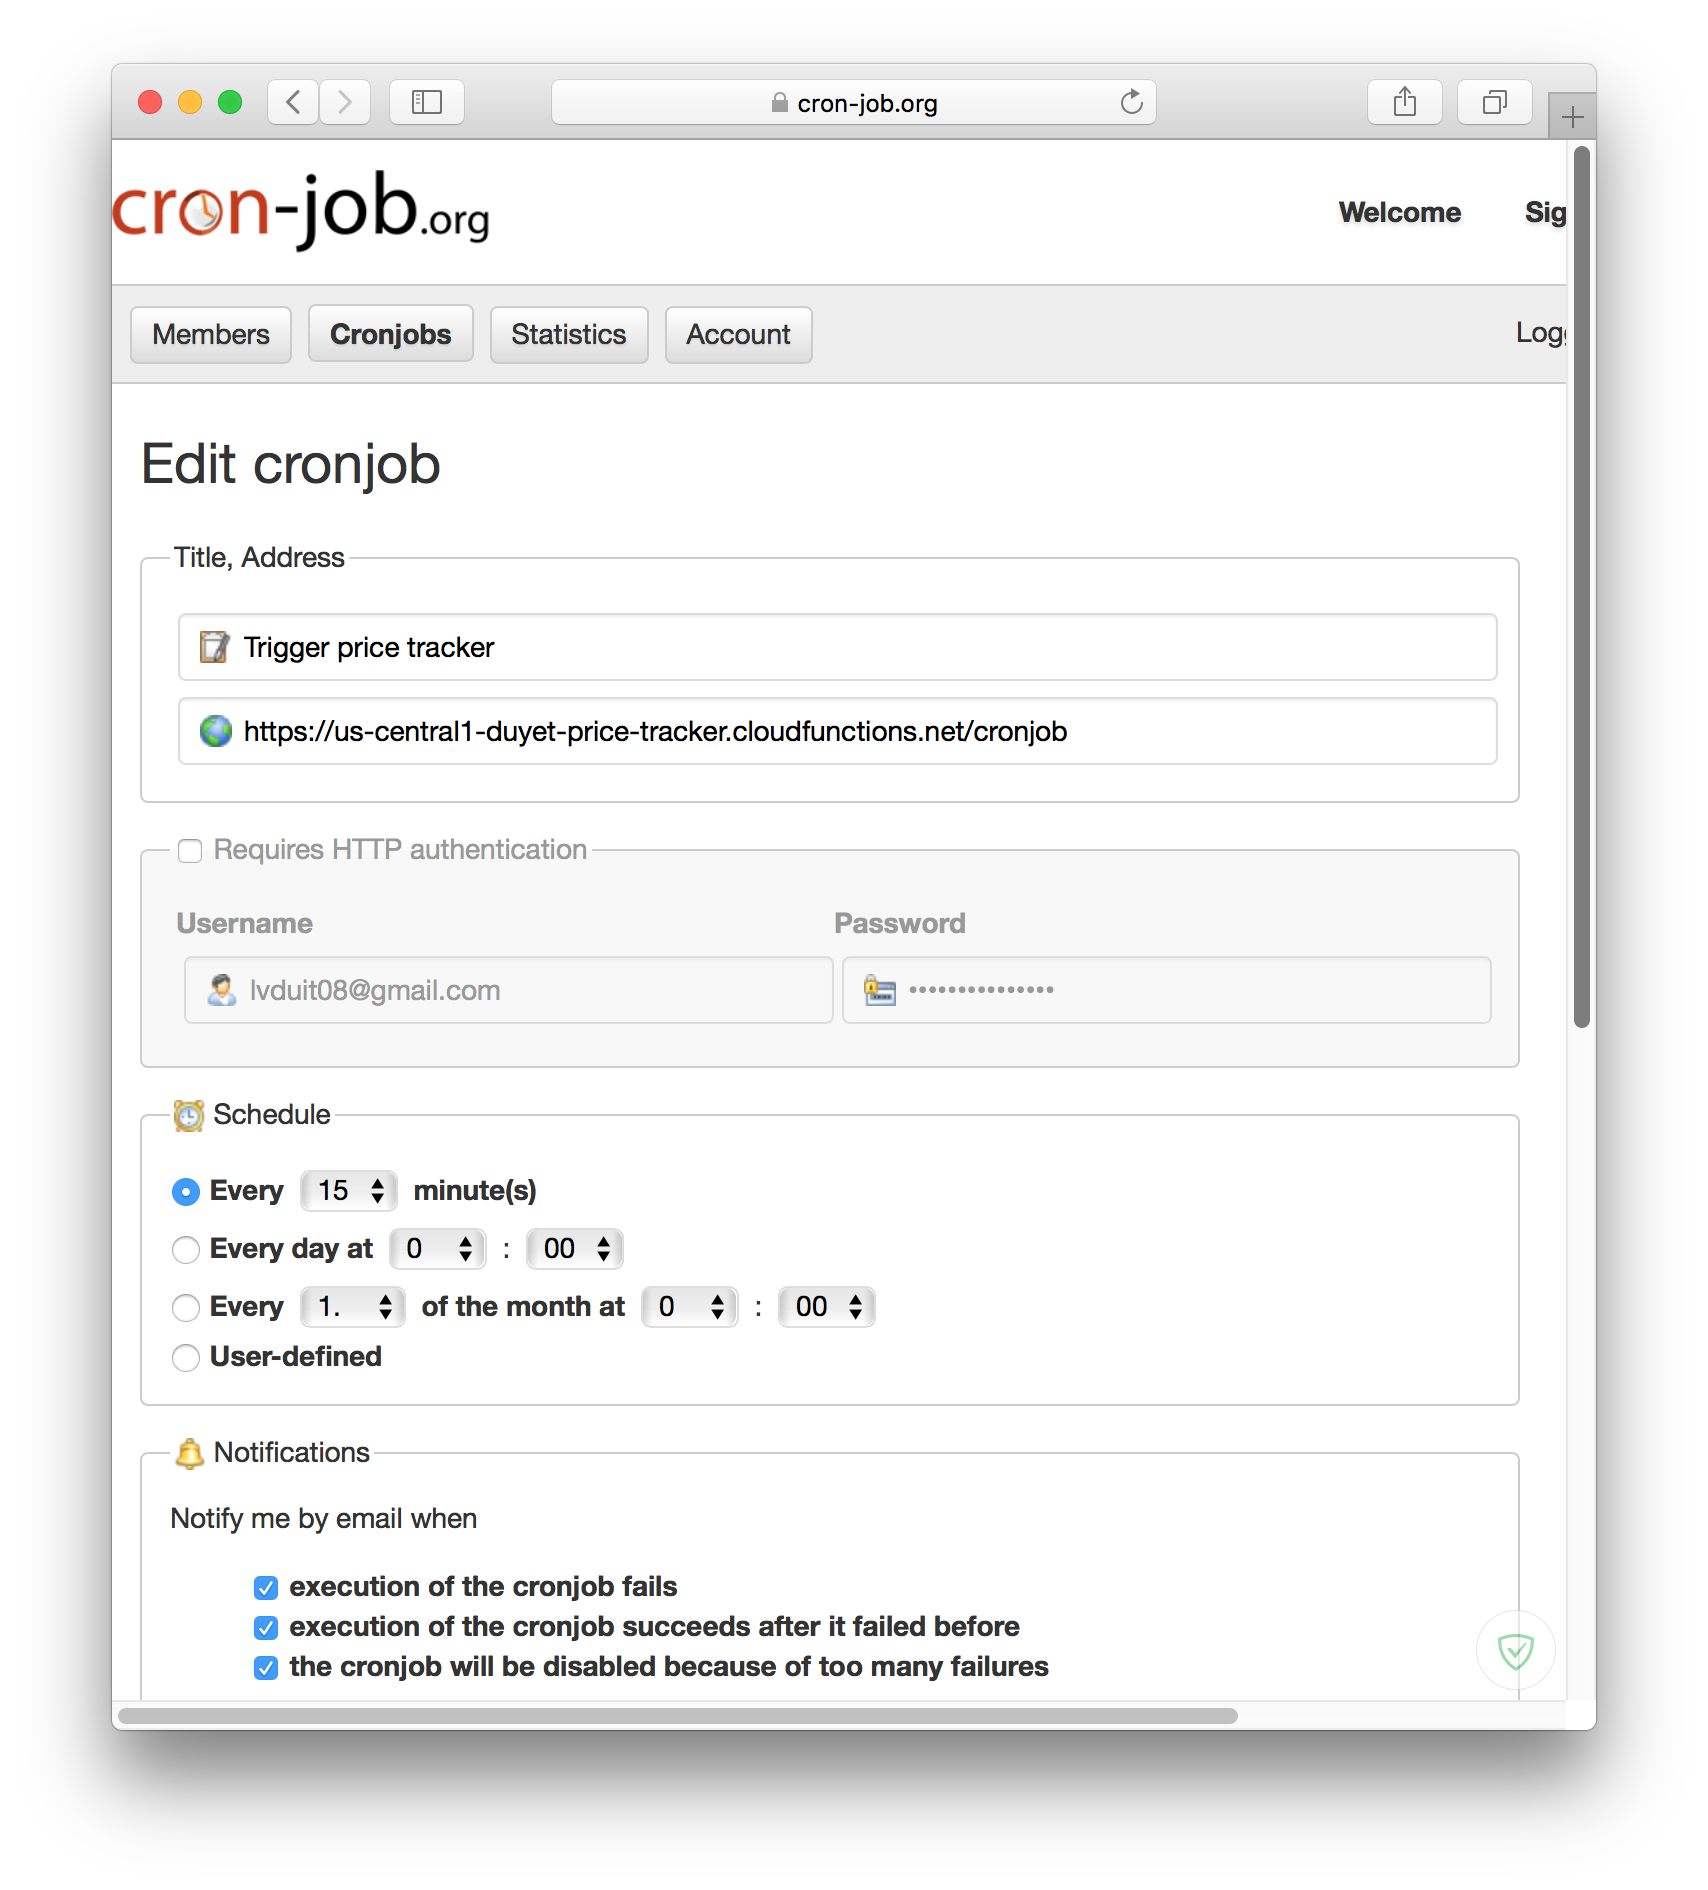 cron-job.org
cron-job.org
Welcome
Members Cronjobs Statistics Account
Edit cronjob
Title, Address
Trigger price tracker
https://us-central1-duyet-price-tracker.cloudfunctions.net/cronjob
Requires HTTP authentication
Username Password
lvduit08@gmail.com •••••••••••••••
Schedule
Every 15 minute(s)
Every day at 0 : 00
Every 1. of the month at 0 : 00
User-defined
Notifications
Notify me by email when
execution of the cronjob fails
execution of the cronjob succeeds after it failed before
the cronjob will be disabled because of too many failures